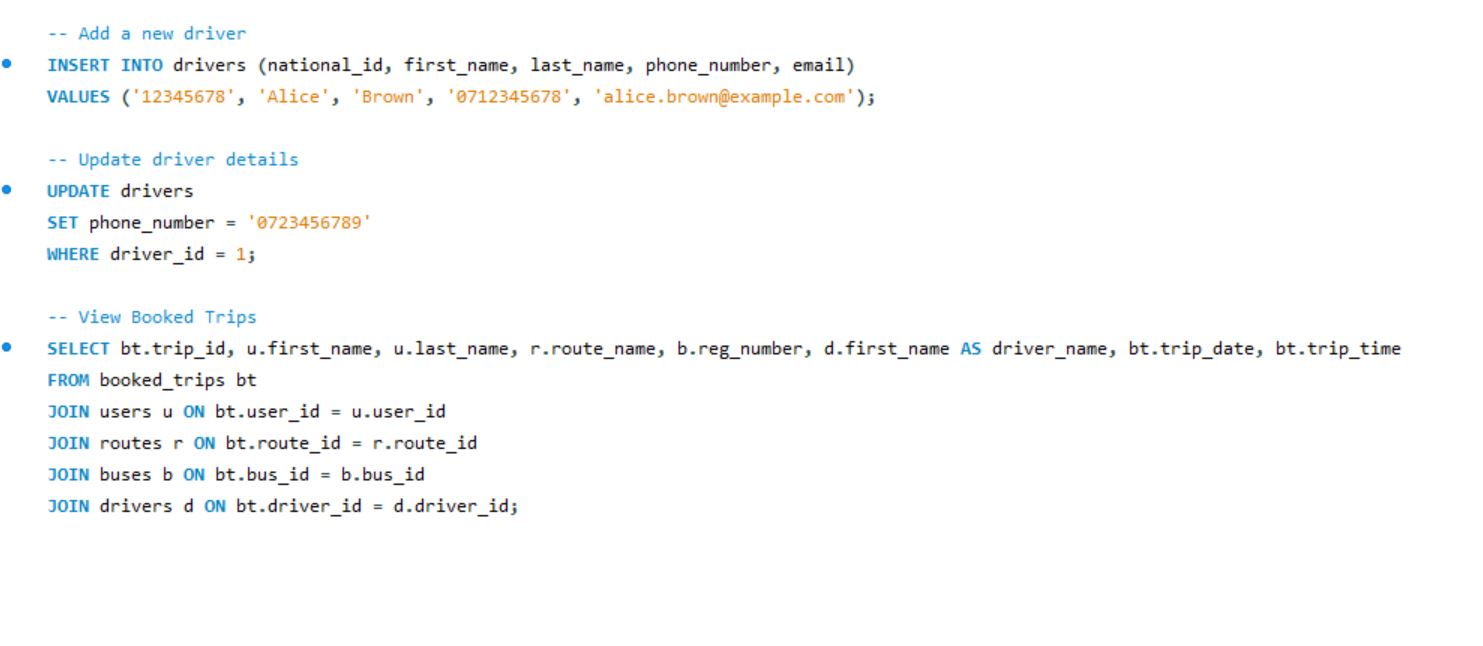 -- Add a new driver
INSERT INTO drivers (national_id, first_name, last_name, phone_number, email)
VALUES ('12345678', 'Alice', 'Brown', '0712345678', 'alice.brown@example.com');
-- Update driver details
UPDATE drivers
SET phone_number = '0723456789'
WHERE driver_id = 1;
-- View Booked Trips
SELECT bt.trip_id, u.first_name, u.last_name, r.route_name, b.reg_number, d.first_name AS driver_name, bt.trip_date, bt.trip_time
FROM booked_trips bt
JOIN users u ON bt.user_id = u.user_id
JOIN routes r ON bt.route_id = r.route_id
JOIN buses b ON bt.bus_id = b.bus_id
JOIN drivers d ON bt.driver_id = d.driver_id;